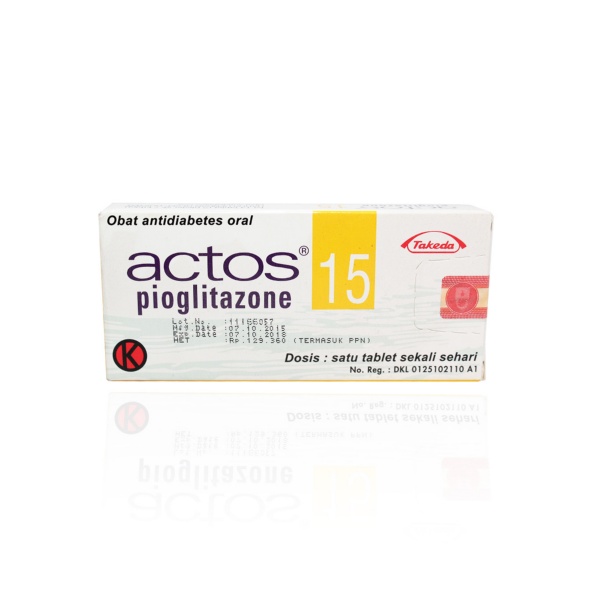 Obat antidiabetes oral
actos® 15
pioglitazone
Takeda
Lot.No. :11166057
Mfg.Date :07.10.2015
Exp.Date :07.10.2018
HET :Rp.129.360 (TERMASUK PPN)
K
Dosis : satu tablet sekali sehari
No. Reg. : DKL 0125102110 A1